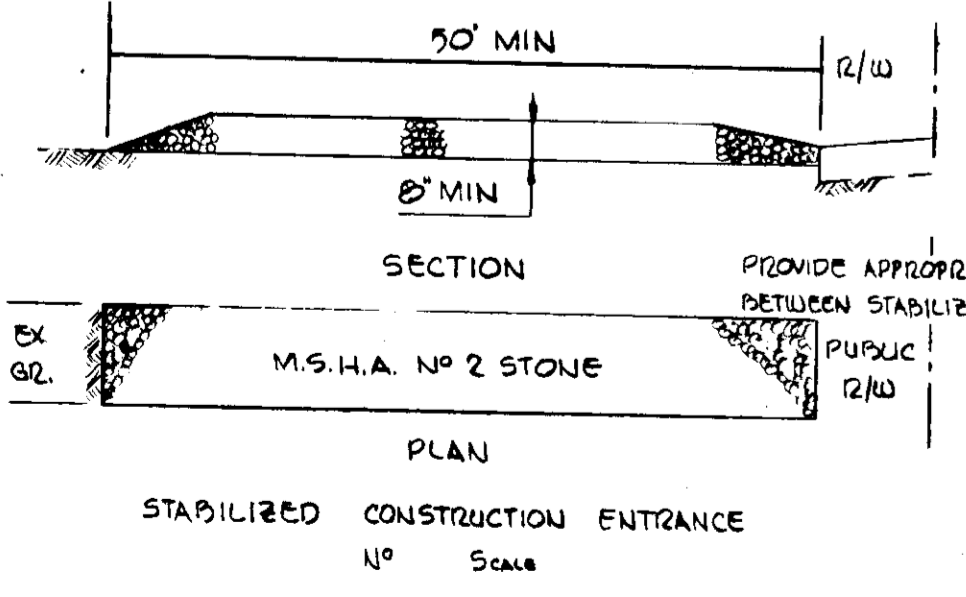 50' MIN
R/W
8" MIN
SECTION
PROVIDE APPROPR
BETWEEN STABILIZ
EX
GR.
M.S.H.A. Nº 2 STONE
PUBLIC
R/W
PLAN
STABILIZED CONSTRUCTION ENTRANCE
Nº SCALE